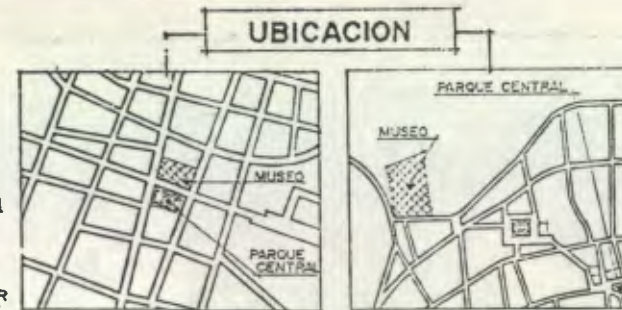 UBICACION
MUSEO
PARQUE
CENTRAL
PARQUE CENTRAL
MUSEO